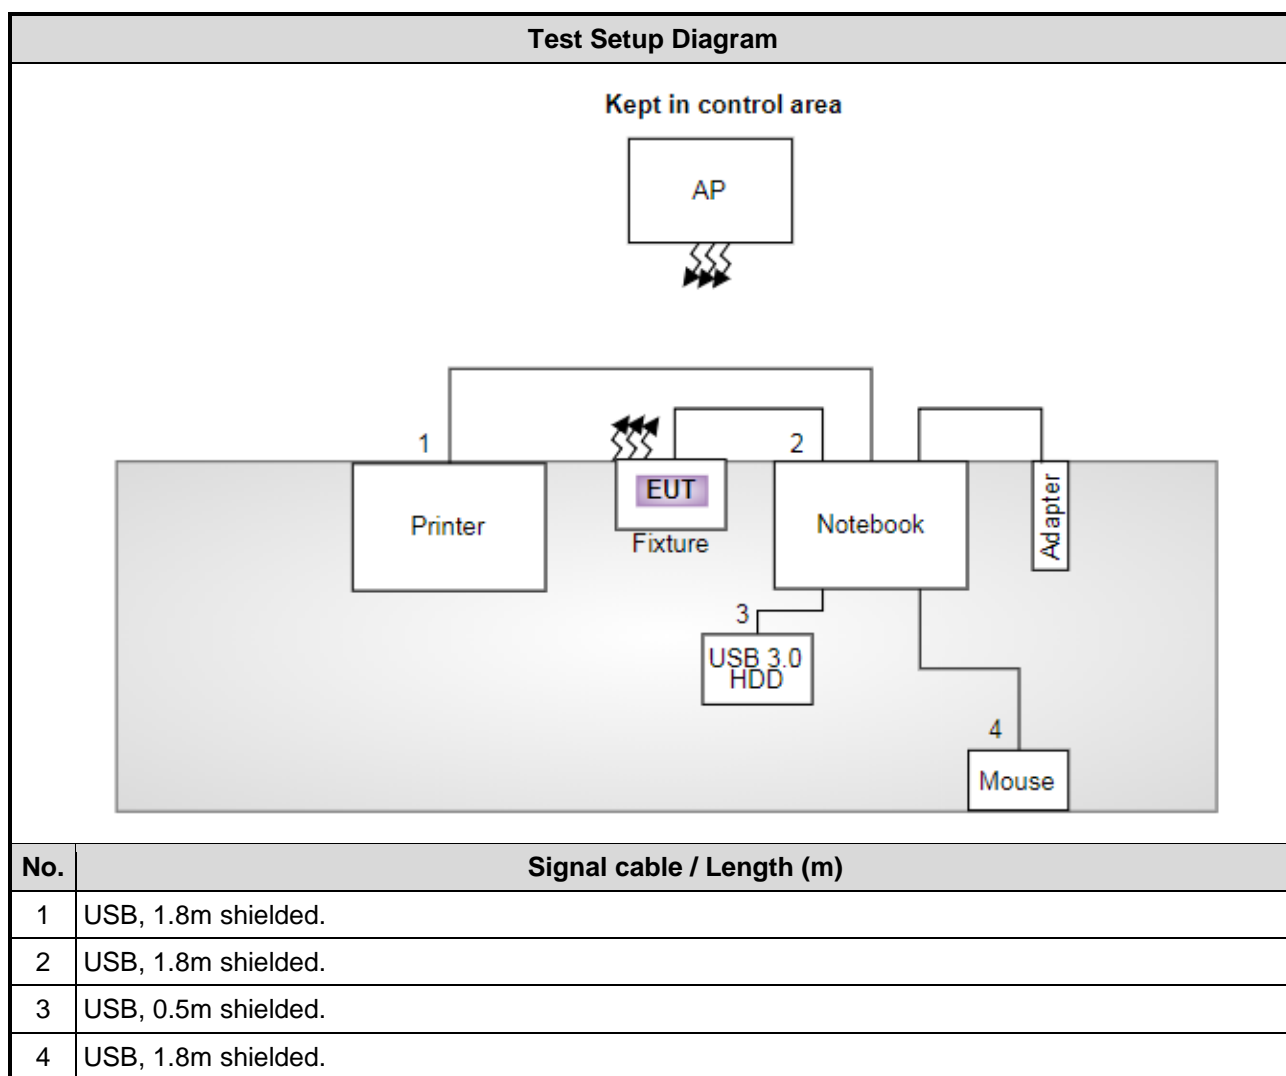 Test Setup Diagram
Kept in control area
AP
1
2
EUT
Printer
Fixture
Notebook
Adapter
3
USB 3.0
HDD
4
Mouse
No. Signal cable / Length (m)
1 USB, 1.8m shielded.
2 USB, 1.8m shielded.
3 USB, 0.5m shielded.
4 USB, 1.8m shielded.